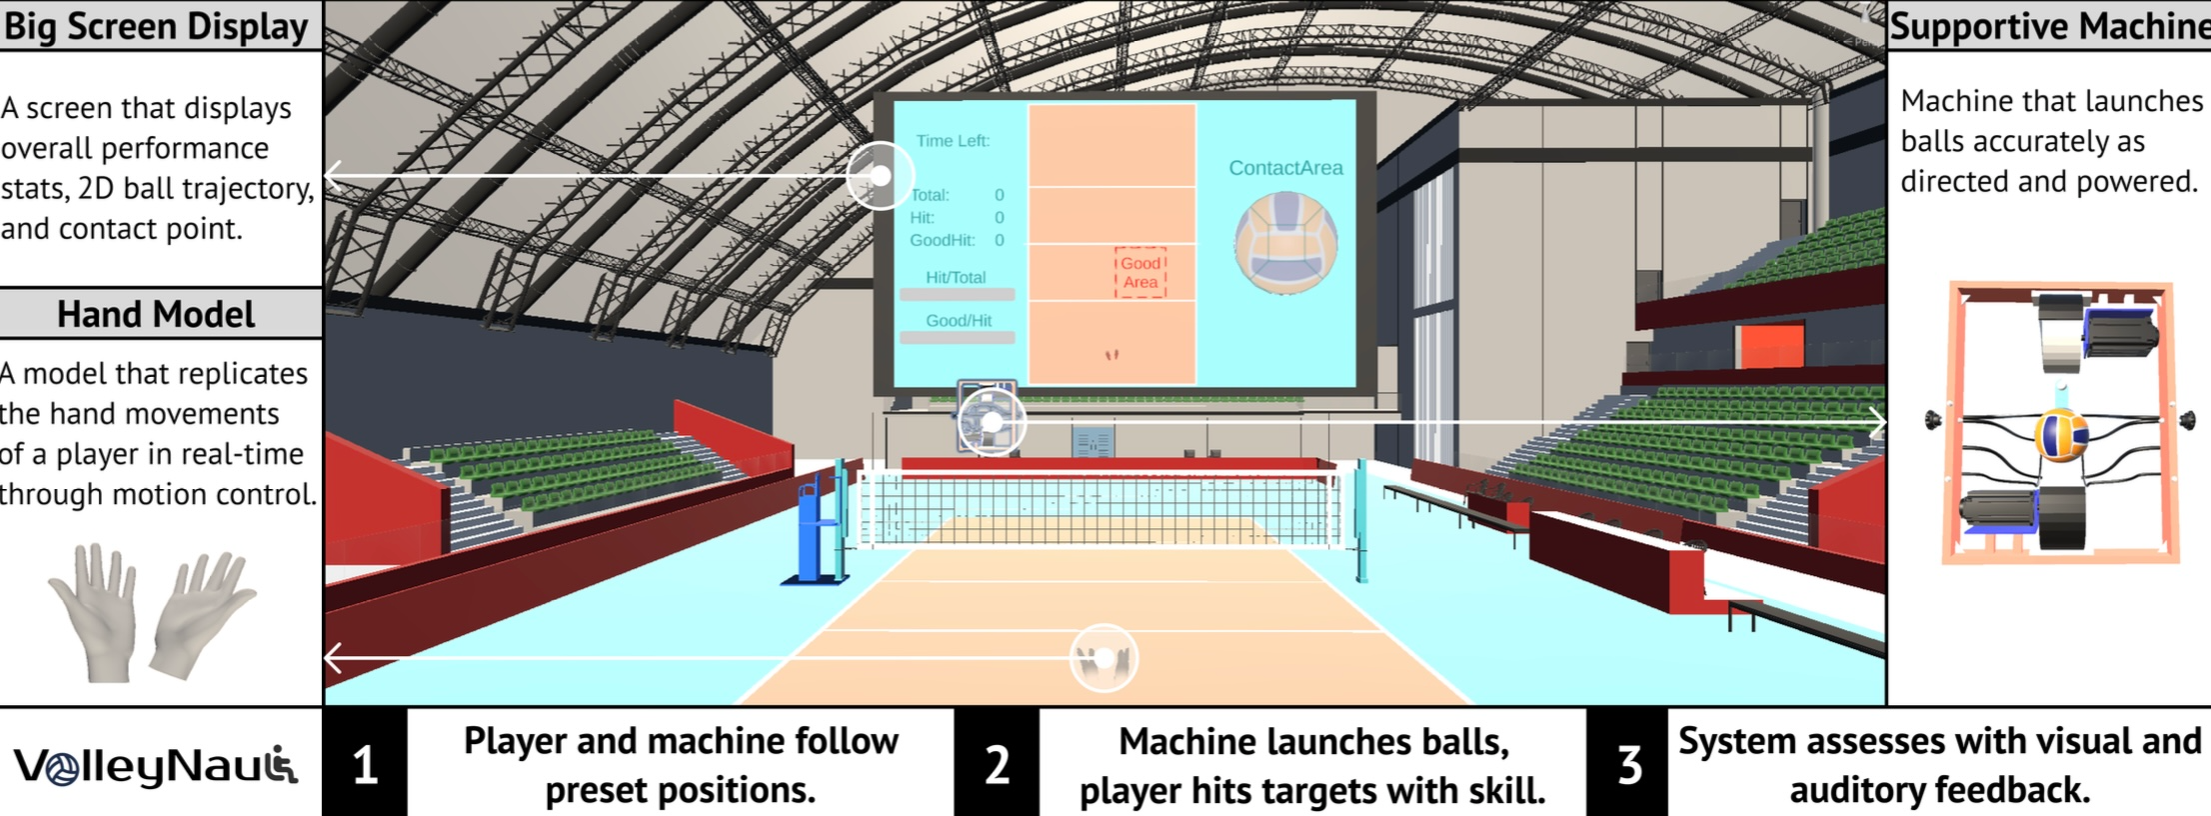 Big Screen Display
A screen that displays
overall performance
stats, 2D ball trajectory,
and contact point.
Hand Model
A model that replicates
the hand movements
of a player in real-time
through motion control.
Time Left:
Total: 0
Hit: 0
GoodHit: 0
Hit/Total
Good/Hit
Good
Area
ContactArea
Supportive Machine
Machine that launches
balls accurately as
directed and powered.
VolleyNaut
1
Player and machine follow
preset positions.
2
Machine launches balls,
player hits targets with skill.
3
System assesses with visual and
auditory feedback.